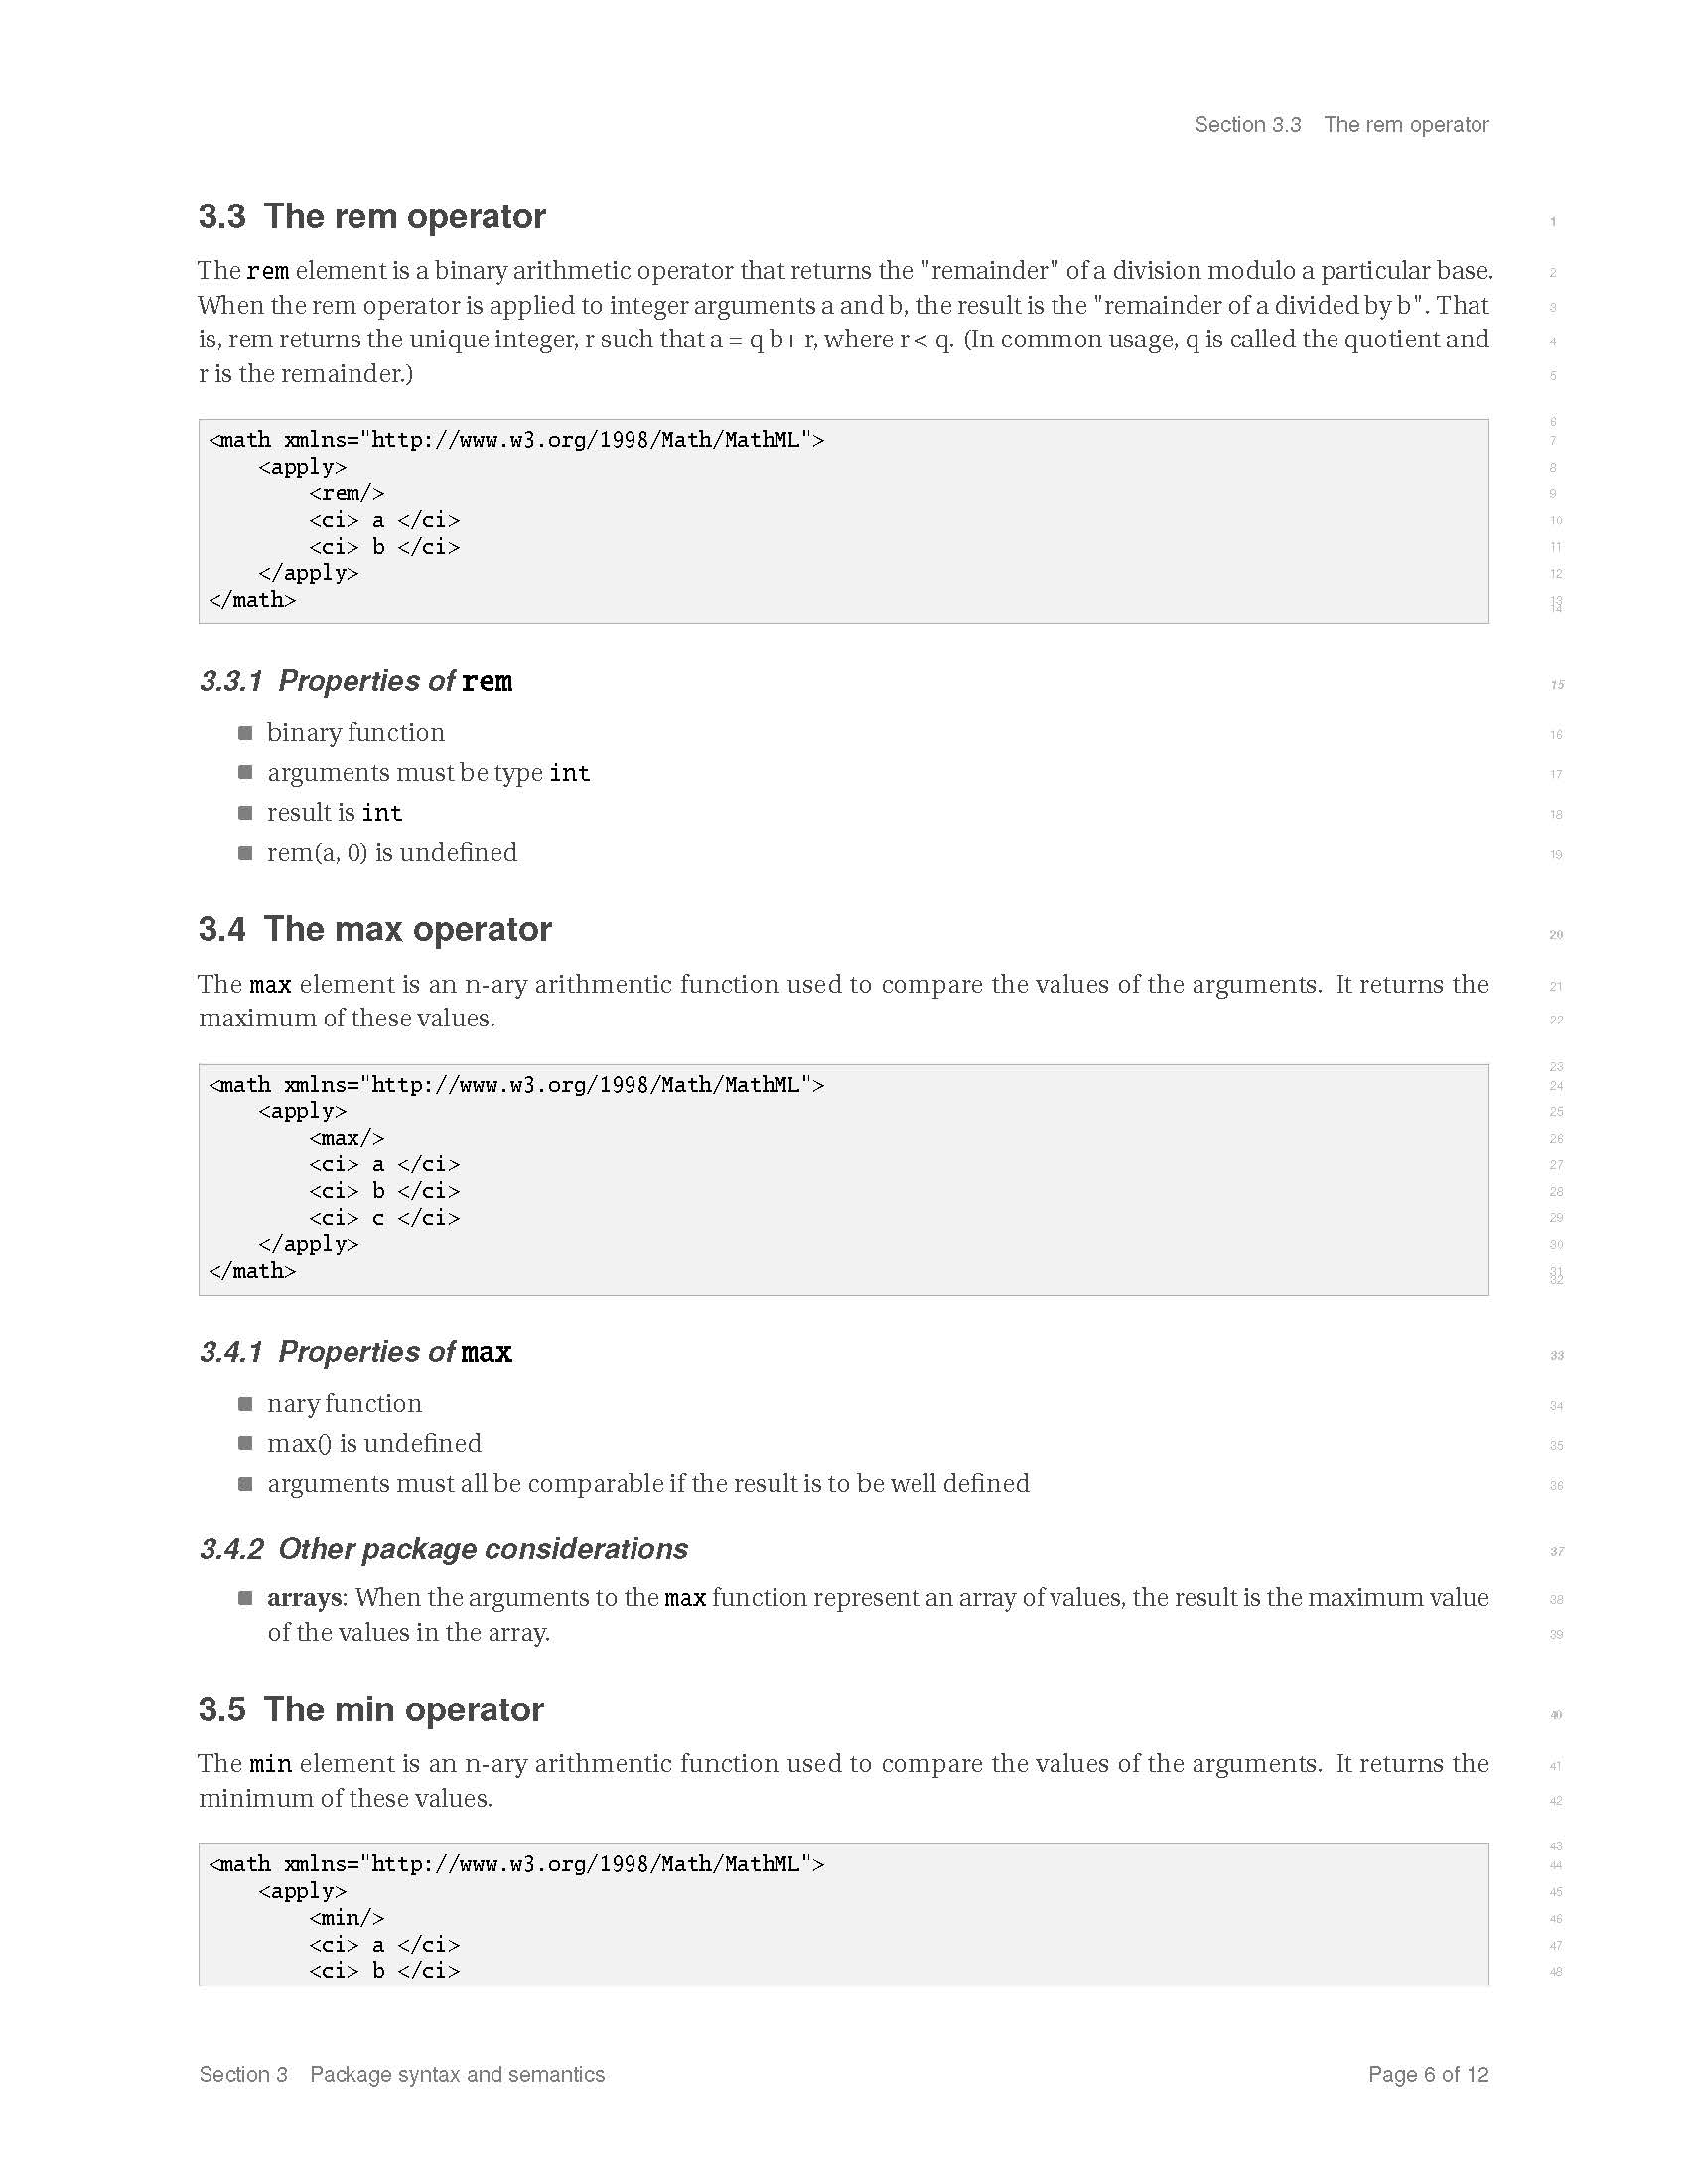 Section 3.3 The rem operator
3.3 The rem operator 1
The rem element is a binary arithmetic operator that returns the "remainder" of a division modulo a particular base. 2
When the rem operator is applied to integer arguments a and b, the result is the "remainder of a divided by b". That 3
is, rem returns the unique integer, r such that a = q b+ r, where r < q. (In common usage, q is called the quotient and 4
r is the remainder.) 5
6
<math xmlns="http://www.w3.org/1998/Math/MathML"> 7
    <apply> 8
        <rem/> 9
        <ci> a </ci> 10
        <ci> b </ci> 11
    </apply> 12
</math> 13
14
3.3.1 Properties of rem 15
■ binary function 16
■ arguments must be type int 17
■ result is int 18
■ rem(a, 0) is undefined 19
3.4 The max operator 20
The max element is an n-ary arithmentic function used to compare the values of the arguments. It returns the 21
maximum of these values. 22
23
<math xmlns="http://www.w3.org/1998/Math/MathML"> 24
    <apply> 25
        <max/> 26
        <ci> a </ci> 27
        <ci> b </ci> 28
        <ci> c </ci> 29
    </apply> 30
</math> 31
32
3.4.1 Properties of max 33
■ nary function 34
■ max() is undefined 35
■ arguments must all be comparable if the result is to be well defined 36
3.4.2 Other package considerations 37
■ arrays: When the arguments to the max function represent an array of values, the result is the maximum value 38
of the values in the array. 39
3.5 The min operator 40
The min element is an n-ary arithmentic function used to compare the values of the arguments. It returns the 41
minimum of these values. 42
43
<math xmlns="http://www.w3.org/1998/Math/MathML"> 44
    <apply> 45
        <min/> 46
        <ci> a </ci> 47
        <ci> b </ci> 48
Section 3 Package syntax and semantics Page 6 of 12